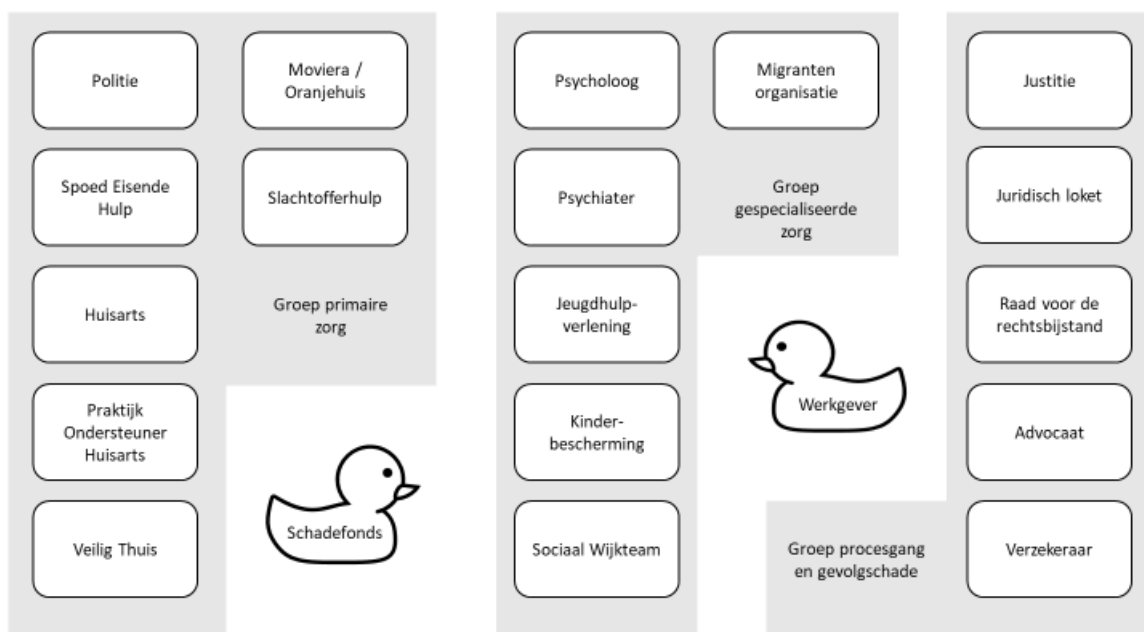 Politie
Moviera /
Oranjehuis
Spoed Eisende
Hulp
Slachtofferhulp
Huisarts
Groep primaire
zorg
Praktijk
Ondersteuner
Huisarts
Veilig Thuis
Schadefonds
Psycholoog
Migranten
organisatie
Psychiater
Groep
gespecialiseerde
zorg
Jeugdhulp-
verlening
Kinder-
bescherming
Sociaal Wijkteam
Werkgever
Justitie
Juridisch loket
Raad voor de
rechtsbijstand
Advocaat
Groep procesgang
en gevolgschade
Verzekeraar